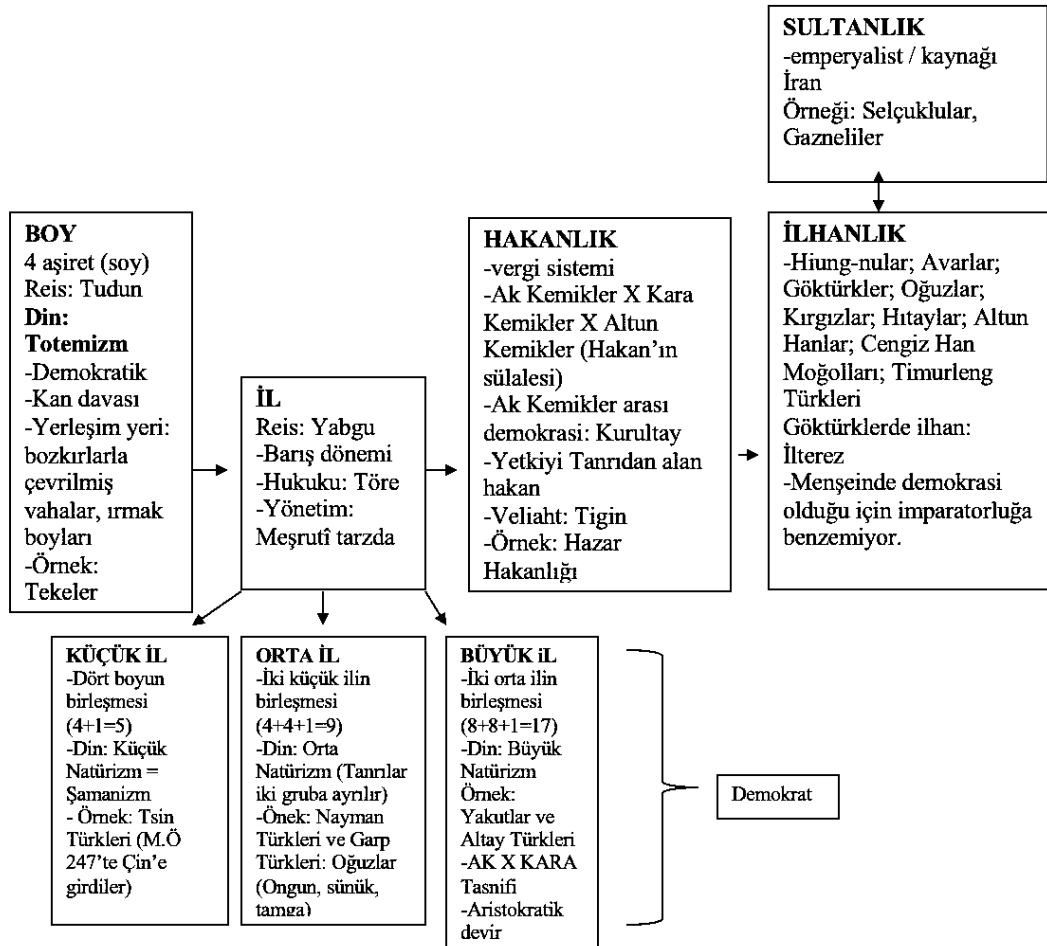 SULTANLIK
-emperyalist / kaynağı
İran
Örneği: Selçuklular,
Gazneliler
BOY
4 aşiret (soy)
Reis: Tudun
Din:
Totemizm
-Demokratik
-Kan davası
-Yerleşim yeri:
bozkırlarla
çevrilmiş
vahalar, ırmak
boyları
-Örnek:
Tekeler
İL
Reis: Yabgu
-Barış dönemi
-Hukuku: Töre
-Yönetim:
Meşrutî tarzda
HAKANLIK
-vergi sistemi
-Ak Kemikler X Kara
Kemikler X Altun
Kemikler (Hakan’ın
sülalesi)
-Ak Kemikler arası
demokrasi: Kurultay
-Yetkiyi Tanrıdan alan
hakan
-Veliaht: Tigin
-Örnek: Hazar
Hakanlığı
İLHANLIK
-Hiung-nular; Avarlar;
Göktürkler; Oğuzlar;
Kırgızlar; Hıtaylar; Altun
Hanlar; Cengiz Han
Moğolları; Timurleng
Türkleri
Göktürklerde ilhan:
İlterez
-Menşeinde demokrasi
olduğu için imparatorluğa
benzemiyor.
KÜÇÜK İL
-Dört boyun
birleşmesi
(4+1=5)
-Din: Küçük
Natürizm =
Şamanizm
- Örnek: Tsin
Türkleri (M.Ö
247’te Çin’e
girdiler)
ORTA İL
-İki küçük ilin
birleşmesi
(4+4+1=9)
-Din: Orta
Natürizm (Tanrılar
iki gruba ayrılır)
-Önek: Nayman
Türkleri ve Garp
Türkleri: Oğuzlar
(Ongun, sünük,
tamga)
BÜYÜK iL
-İki orta ilin
birleşmesi
(8+8+1=17)
-Din: Büyük
Natürizm
Örnek:
Yakutlar ve
Altay Türkleri
-AK X KARA
Tasnifi
-Aristokratik
devir
Demokrat